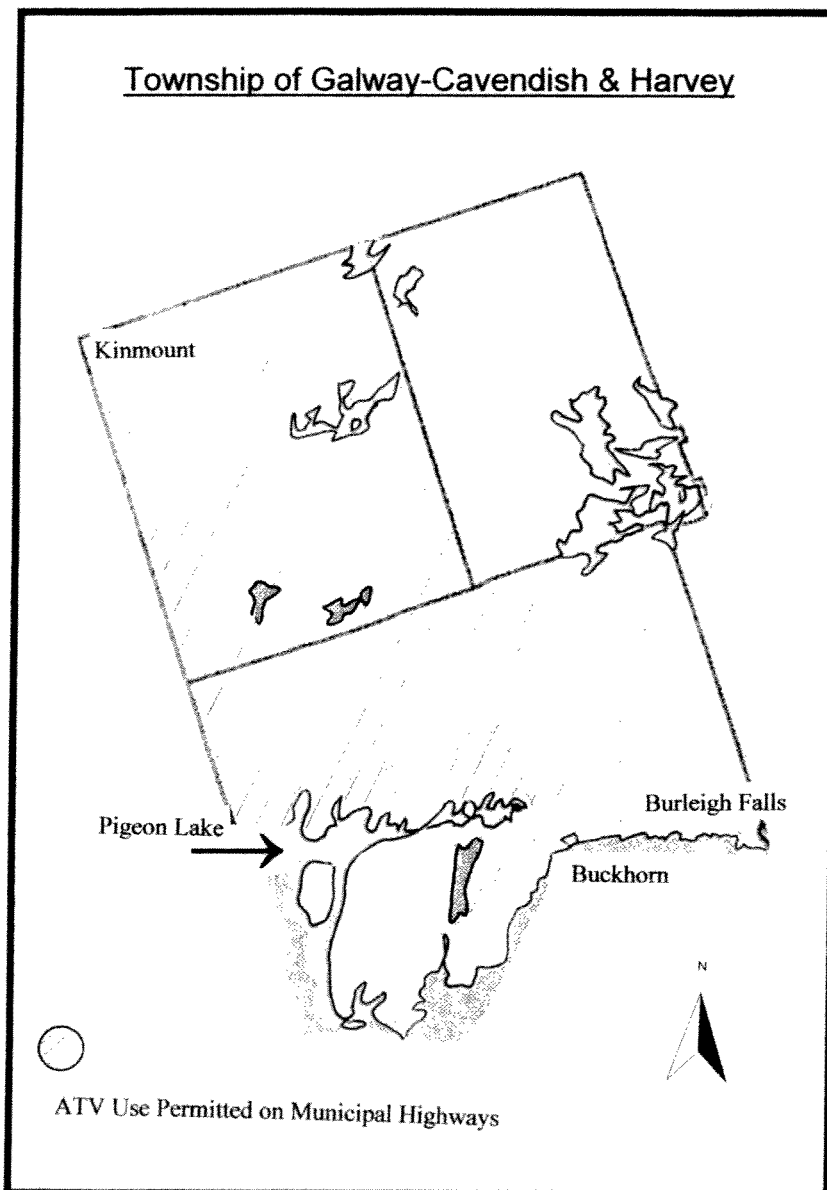 Township of Galway-Cavendish & Harvey
Kinmount
Burleigh Falls
Pigeon Lake
Buckhorn
N
ATV Use Permitted on Municipal Highways